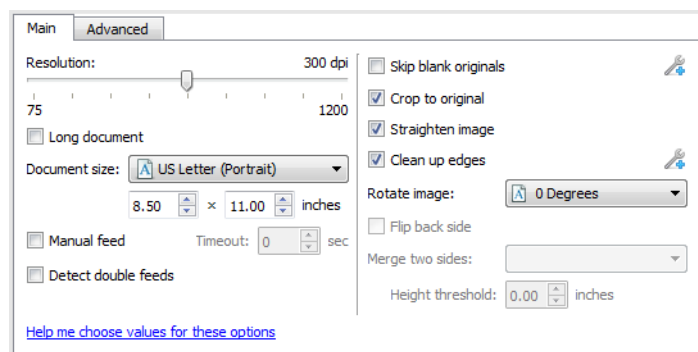 Main
Advanced
Resolution: 300 dpi
75 1200
Long document
Document size: A US Letter (Portrait)
8.50 × 11.00 inches
Manual feed Timeout: 0 sec
Detect double feeds
Help me choose values for these options
Skip blank originals
Crop to original
Straighten image
Clean up edges
Rotate image: A 0 Degrees
Flip back side
Merge two sides:
Height threshold: 0.00 inches